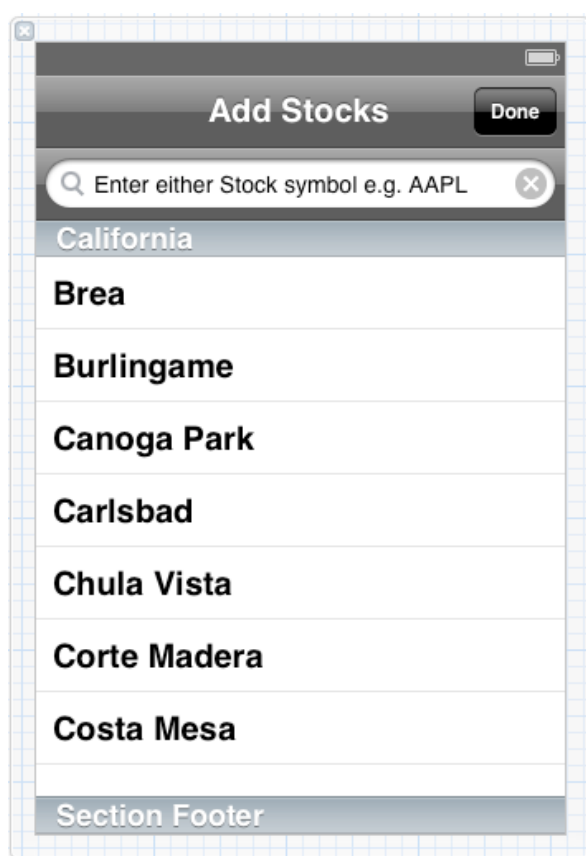 Add Stocks
Done
Enter either Stock symbol e.g. AAPL
California
Brea
Burlingame
Canoga Park
Carlsbad
Chula Vista
Corte Madera
Costa Mesa
Section Footer